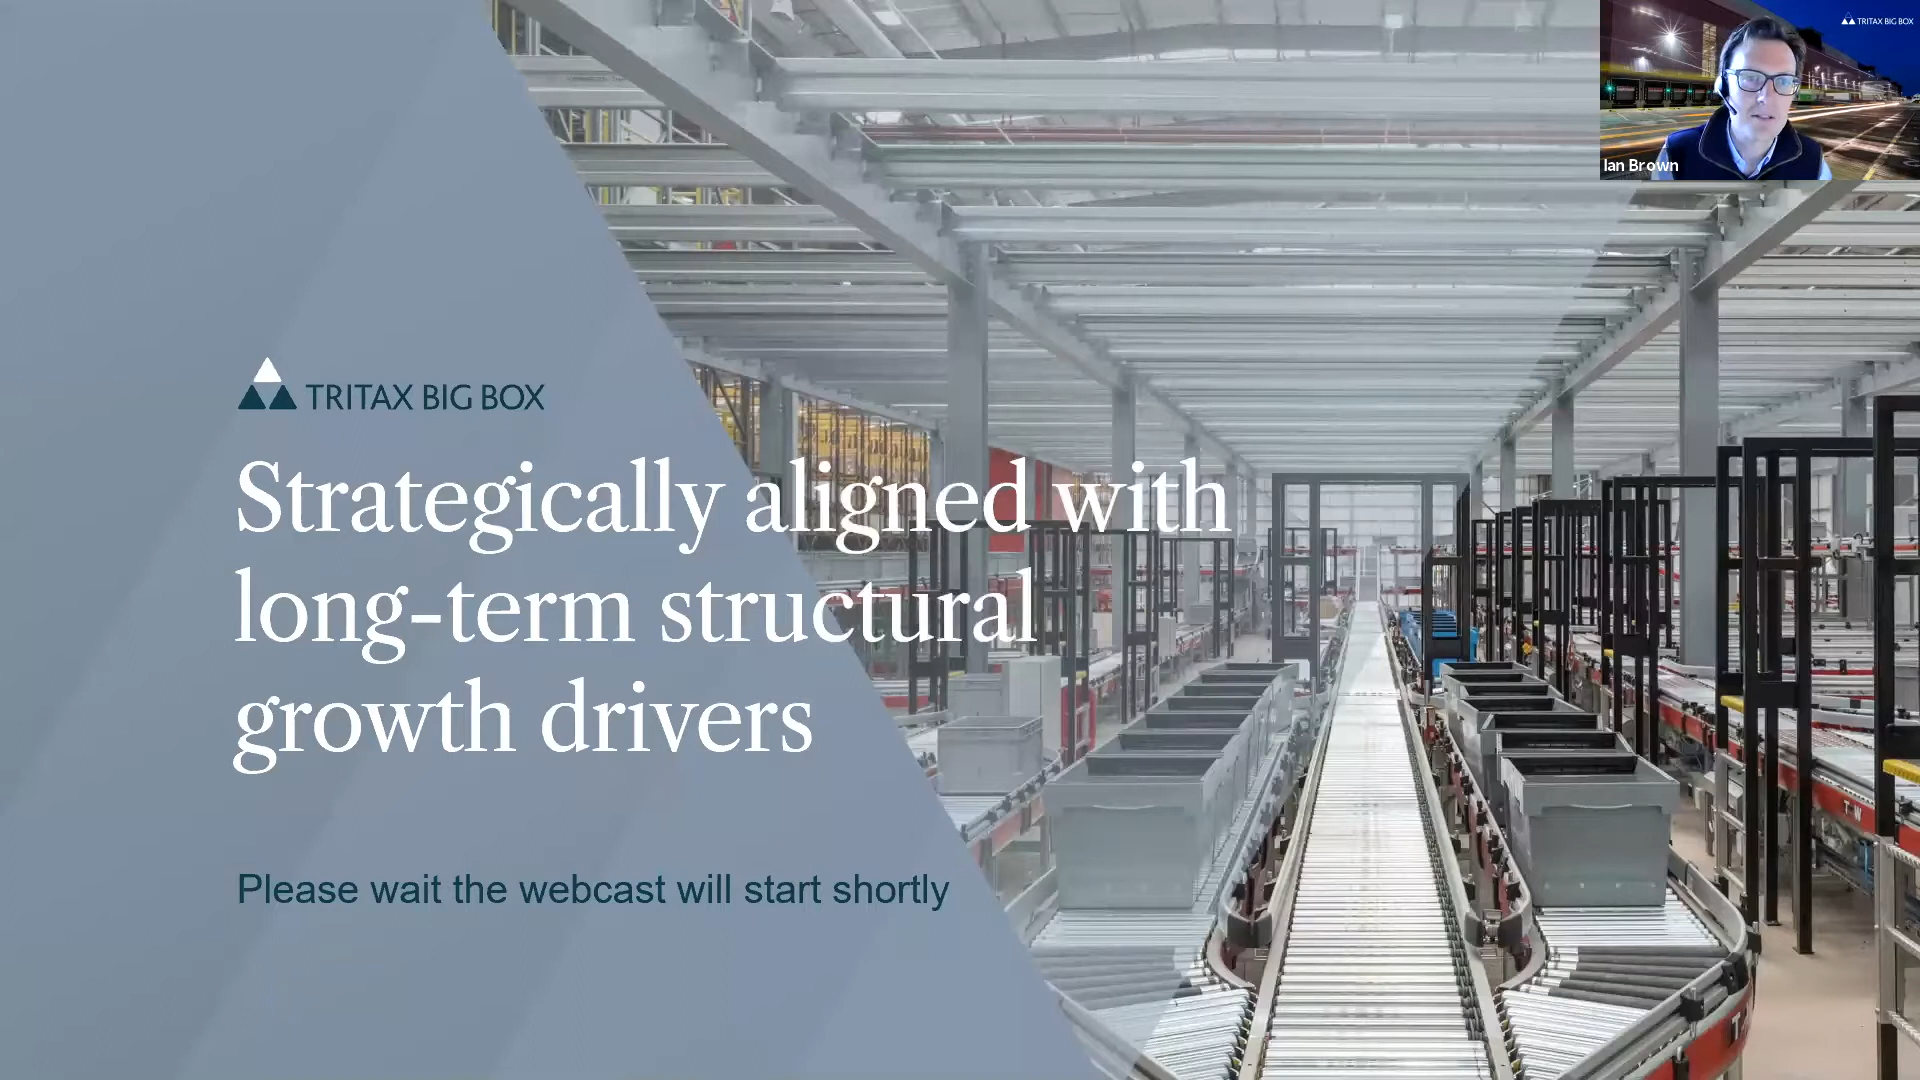 TRITAX BIG BOX
Ian Brown
TRITAX BIG BOX
Strategically aligned with
long-term structural
growth drivers
Please wait the webcast will start shortly